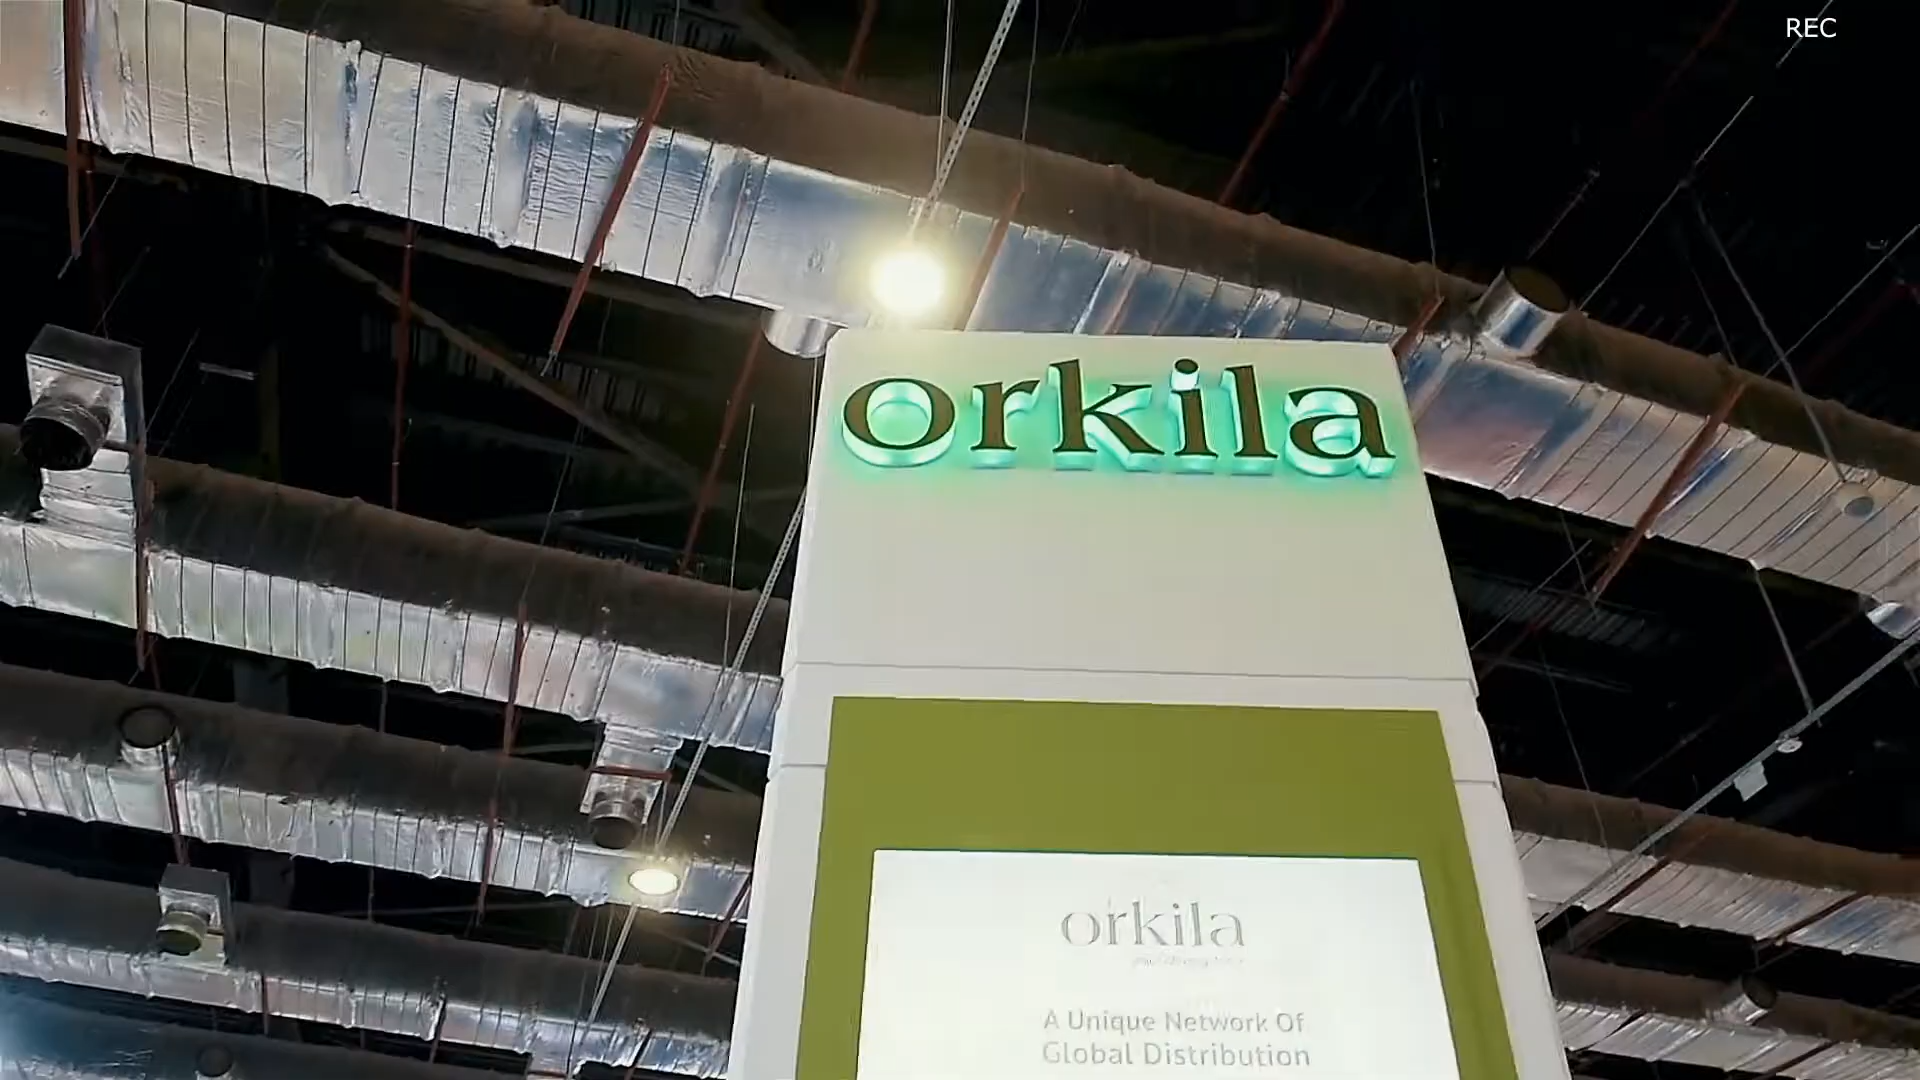 REC
orkila
orkila
A Unique Network Of
Global Distribution